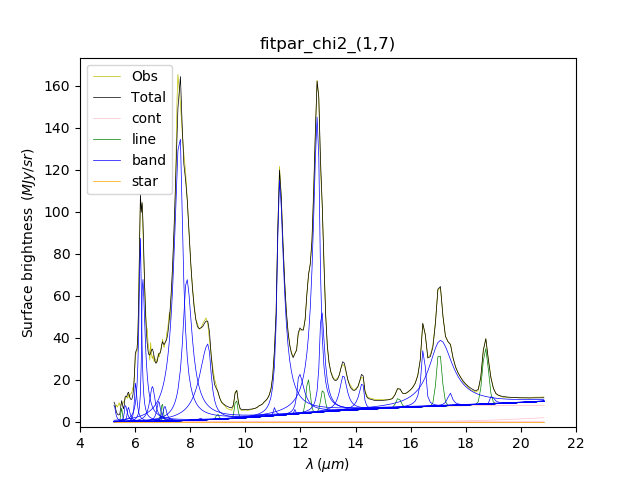 fitpar_chi2_(1,7)
Obs
Total
cont
line
band
star
Surface brightness (MJy/sr)
160
140
120
100
80
60
40
20
0
4 6 8 10 12 14 16 18 20 22
λ (μm)